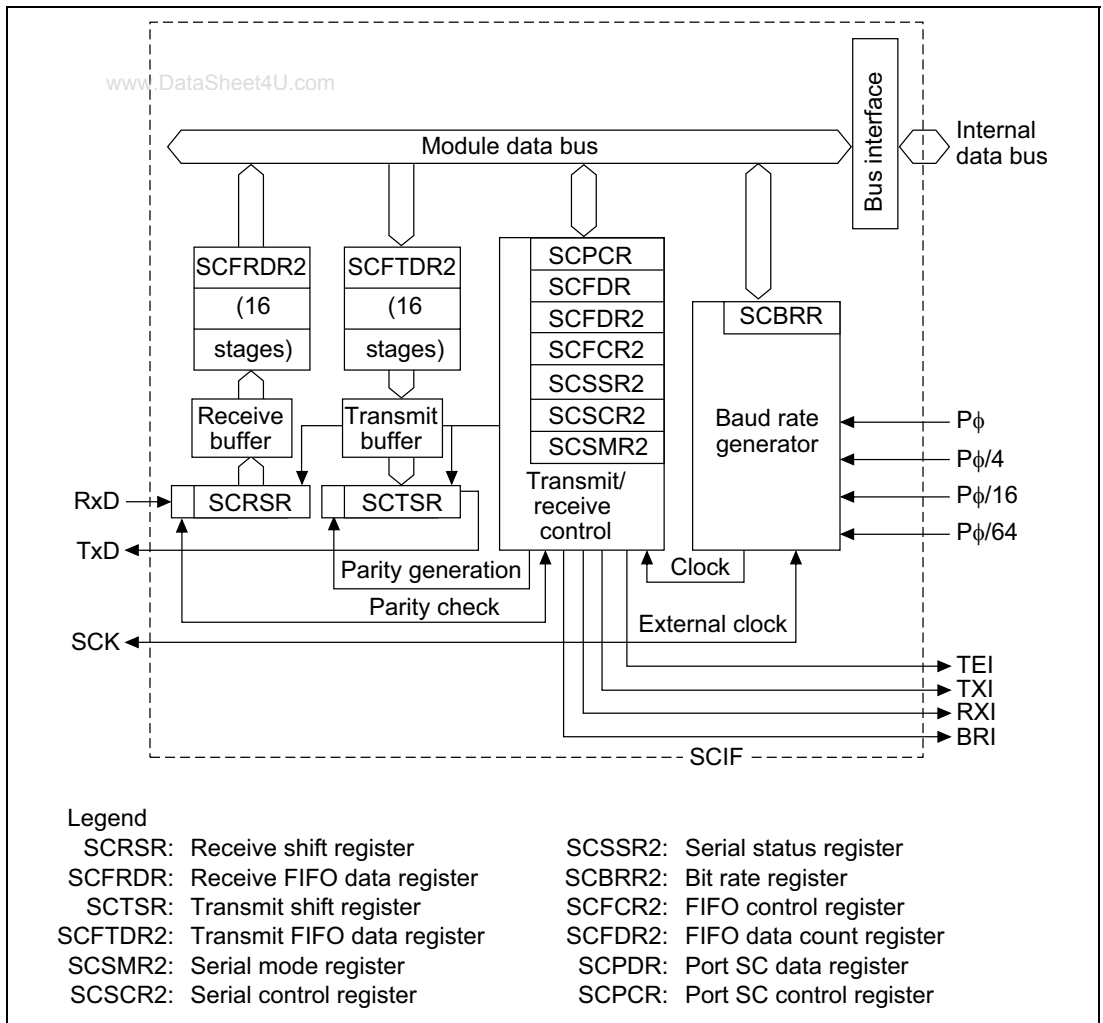 www.DataSheet4U.com
Module data bus
Bus interface
Internal
data bus
SCFRDR2
(16
stages)
SCFTDR2
(16
stages)
SCPCR
SCFDR
SCFDR2
SCFCR2
SCSSR2
SCSCR2
SCSMR2
Transmit/
receive
control
SCBRR
Baud rate
generator
Receive
buffer
Transmit
buffer
Pϕ
Pϕ/4
Pϕ/16
Pϕ/64
RxD
SCRSR
SCTSR
TxD
Parity generation
Clock
Parity check
External clock
SCK
TEI
TXI
RXI
BRI
SCIF
Legend
SCRSR: Receive shift register
SCFRDR: Receive FIFO data register
SCTSR: Transmit shift register
SCFTDR2: Transmit FIFO data register
SCSMR2: Serial mode register
SCSCR2: Serial control register
SCSSR2: Serial status register
SCBRR2: Bit rate register
SCFCR2: FIFO control register
SCFDR2: FIFO data count register
SCPDR: Port SC data register
SCPCR: Port SC control register